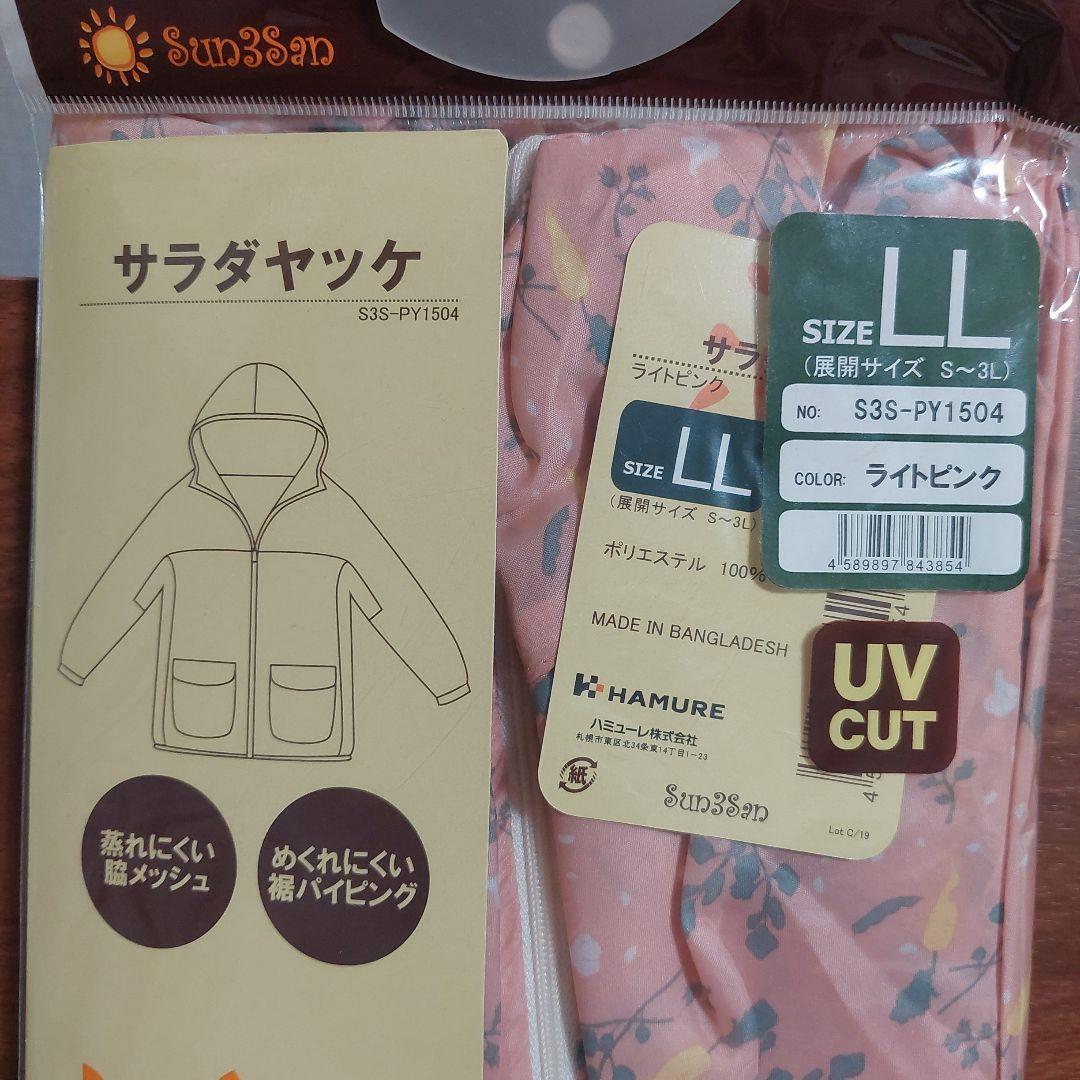 Sun3San
サラダヤッケ
S3S-PY1504
蒸れにくい
脇メッシュ
めくれにくい
裾パイピング
サラ
ライトピンク
SIZE LL
(展開サイズ S～3L)
ポリエステル 100%
MADE IN BANGLADESH
HAMURE
ハミューレ株式会社
札幌市東区北34条東14丁目1-23
紙
Sun3San
Lot C/19
SIZE LL
(展開サイズ S～3L)
NO: S3S-PY1504
COLOR: ライトピンク
4 589897 843854
UV
CUT